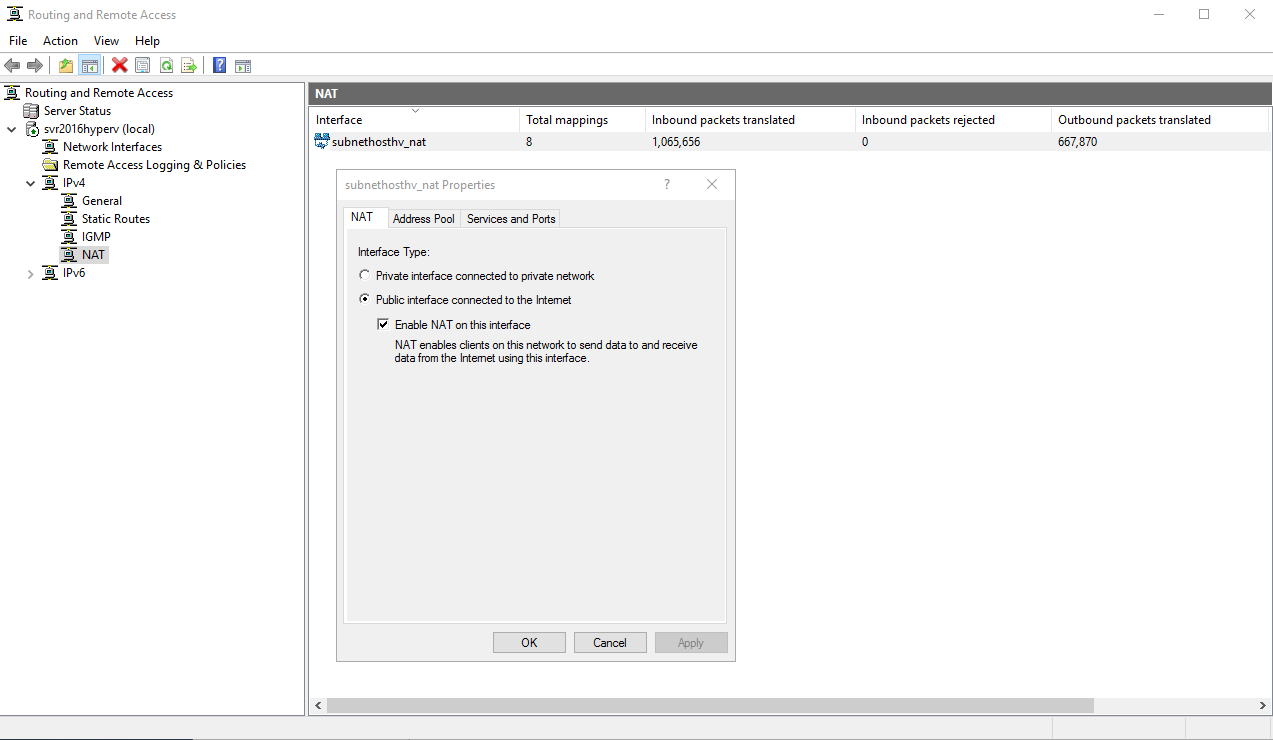 Routing and Remote Access
File Action View Help
Routing and Remote Access
Server Status
svr2016hyperv (local)
Network Interfaces
Remote Access Logging & Policies
IPv4
General
Static Routes
IGMP
NAT
IPv6
NAT
Interface Total mappings Inbound packets translated Inbound packets rejected Outbound packets translated
subnethosthv_nat 8 1,065,656 0 667,870
subnethosthv_nat Properties ?
NAT Address Pool Services and Ports
Interface Type:
Private interface connected to private network
Public interface connected to the Internet
Enable NAT on this interface
NAT enables clients on this network to send data to and receive
data from the Internet using this interface.
OK Cancel Apply